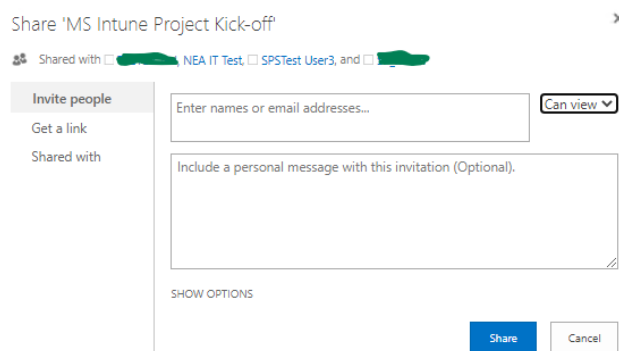 Share 'MS Intune Project Kick-off'
Shared with , NEA IT Test, SPSTest User3, and
Invite people
Get a link
Shared with
Enter names or email addresses...
Can view
Include a personal message with this invitation (Optional).
SHOW OPTIONS
Share
Cancel